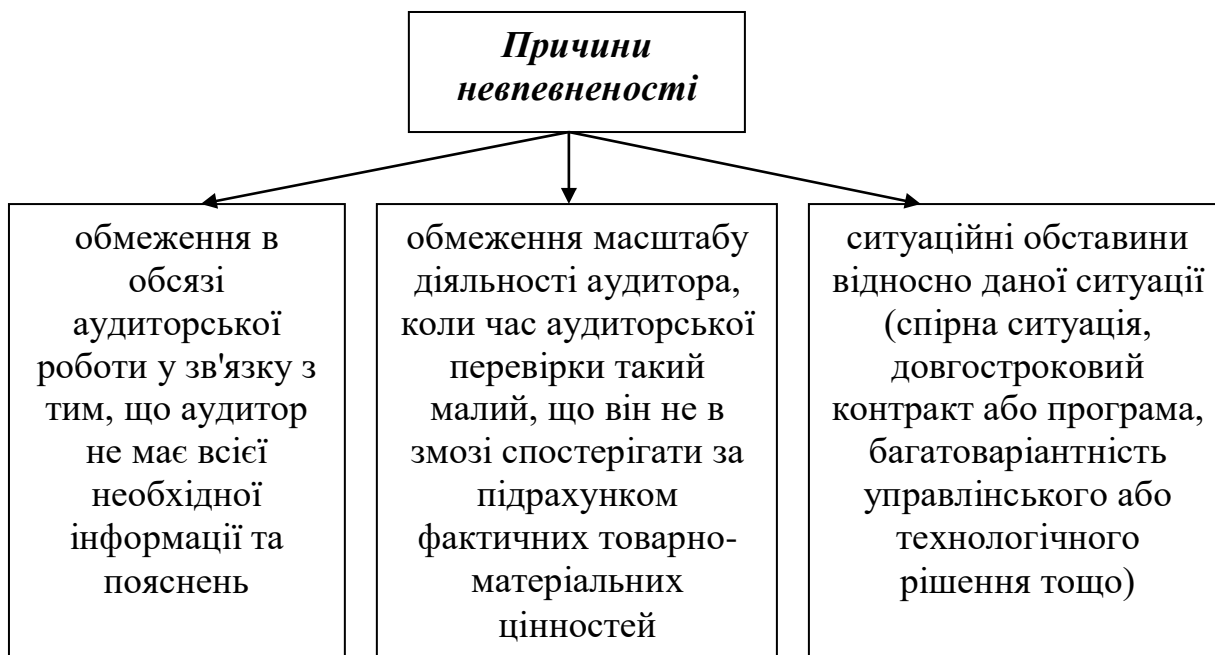 Причини
невпевненості
обмеження в
обсязі
аудиторської
роботи у зв'язку з
тим, що аудитор
не має всієї
необхідної
інформації та
пояснень
обмеження масштабу
діяльності аудитора,
коли час аудиторської
перевірки такий
малий, що він не в
змозі спостерігати за
підрахунком
фактичних товарно-
матеріальних
цінностей
ситуаційні обставини
відносно даної ситуації
(спірна ситуація,
довгостроковий
контракт або програма,
багатоваріантність
управлінського або
технологічного
рішення тощо)